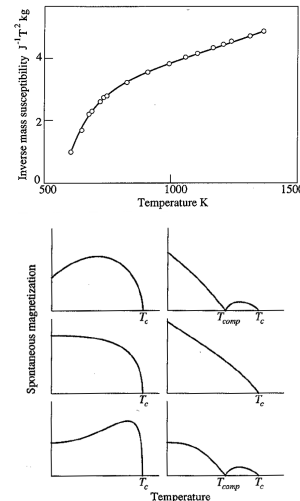 Inverse mass susceptibility J⁻¹T² kg
4
2
0
500
1000
1500
Temperature K
Spontaneous magnetization
T_c
T_comp
T_c
T_c
T_c
T_c
T_comp
T_c
Temperature